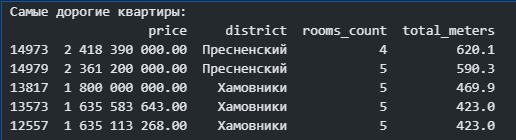 Самые дорогие квартиры:
price district rooms_count total_meters
14973 2 418 390 000.00 Пресненский 4 620.1
14979 2 361 200 000.00 Пресненский 5 590.3
13817 1 800 000 000.00 Хамовники 5 469.9
13573 1 635 583 643.00 Хамовники 5 423.0
12557 1 635 113 268.00 Хамовники 5 423.0